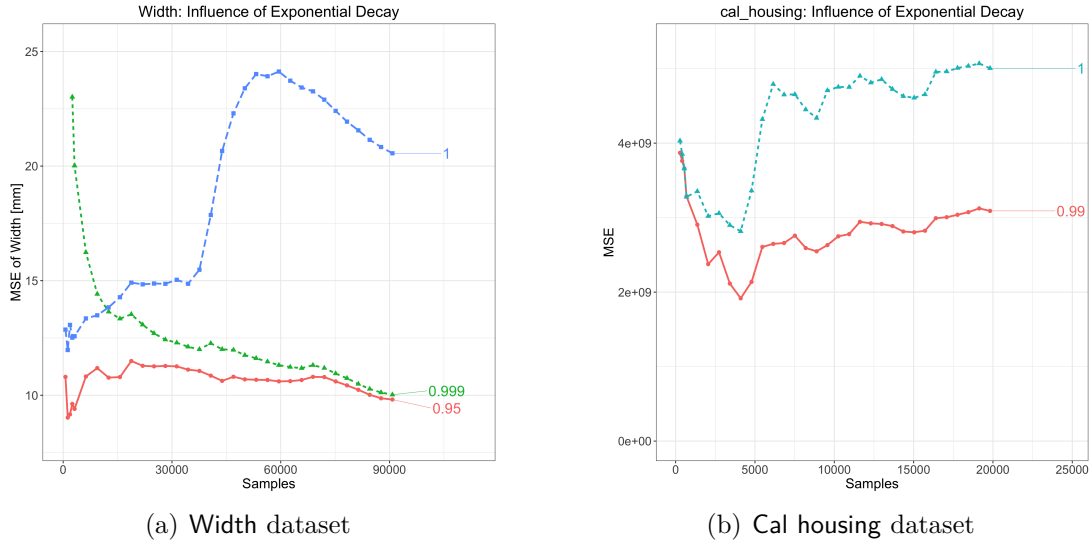 Width: Influence of Exponential Decay
25
20
15
10
MSE of Width [mm]
1
0.999
0.95
0
30000
60000
90000
Samples
(a) Width dataset
cal_housing: Influence of Exponential Decay
4e+09
2e+09
0e+00
MSE
1
0.99
0
5000
10000
15000
20000
25000
Samples
(b) Cal housing dataset